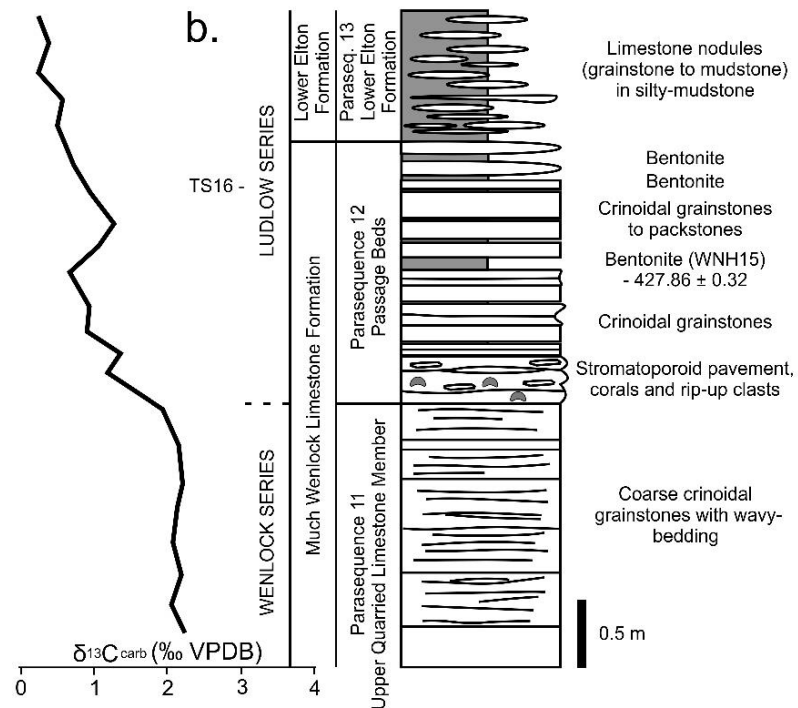 b.
TS16 -
LUDLOW SERIES
WENLOCK SERIES
Lower Elton
Formation
Much Wenlock Limestone Formation
Paraseq. 13
Lower Elton
Formation
Parasequence 12
Passage Beds
Parasequence 11
Upper Quarried Limestone Member
Limestone nodules
(grainstone to mudstone)
in silty-mudstone
Bentonite
Bentonite
Crinoidal grainstones
to packstones
Bentonite (WNH15)
- 427.86 ± 0.32
Crinoidal grainstones
Stromatoporoid pavement,
corals and rip-up clasts
Coarse crinoidal
grainstones with wavy-
bedding
0.5 m
δ¹³Ccarb (‰ VPDB)
0 1 2 3 4